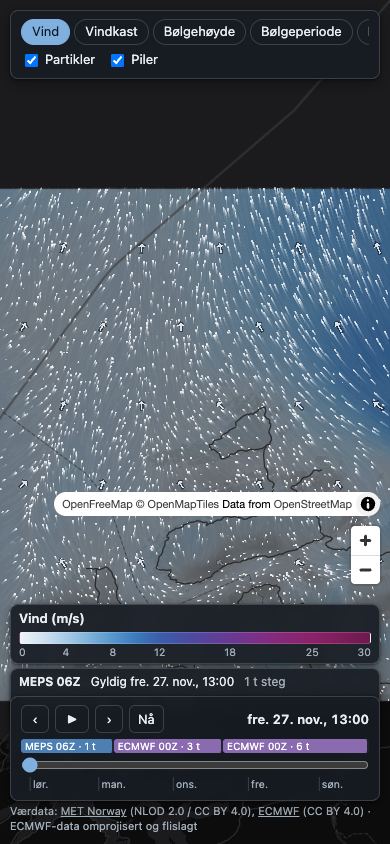 Vind Vindkast Bølgehøyde Bølgeperiode
Partikler Piler
OpenFreeMap © OpenMapTiles Data from OpenStreetMap
+
−
Vind (m/s)
0 4 8 12 18 25 30
MEPS 06Z Gyldig fre. 27. nov., 13:00 1 t steg
‹ › Nå fre. 27. nov., 13:00
MEPS 06Z · 1 t ECMWF 00Z · 3 t ECMWF 00Z · 6 t
lør. man. ons. fre. søn.
Værdata: MET Norway (NLOD 2.0 / CC BY 4.0), ECMWF (CC BY 4.0) ·
ECMWF-data omprojisert og flislagt